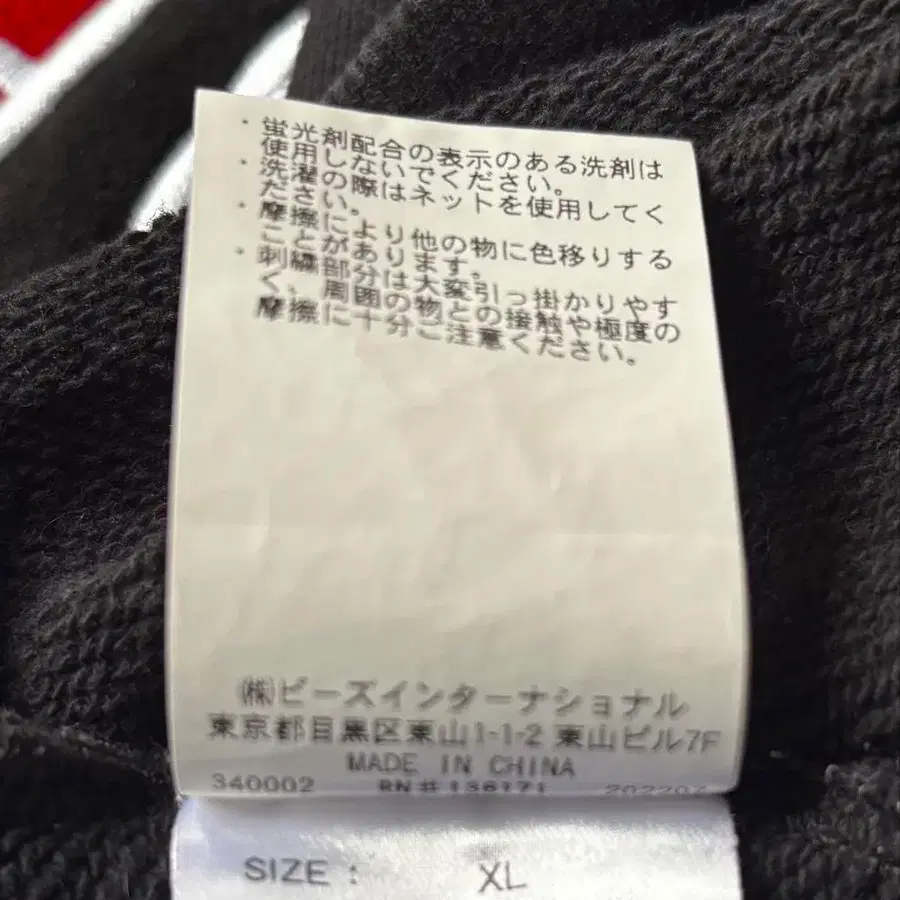 ・蛍光剤配合の表示のある洗剤は
使用しないでください。
・洗濯の際はネットを使用してく
ださい。
・摩擦により他の物に色移りする
ことがあります。
・刺繍部分は大変引っ掛かりやす
く、周囲の物との接触や極度の
摩擦に十分ご注意ください。
㈱ビーズインターナショナル
東京都目黒区東山1-1-2 東山ビル7F
MADE IN CHINA
340002 RN# 136171 202207
SIZE : XL